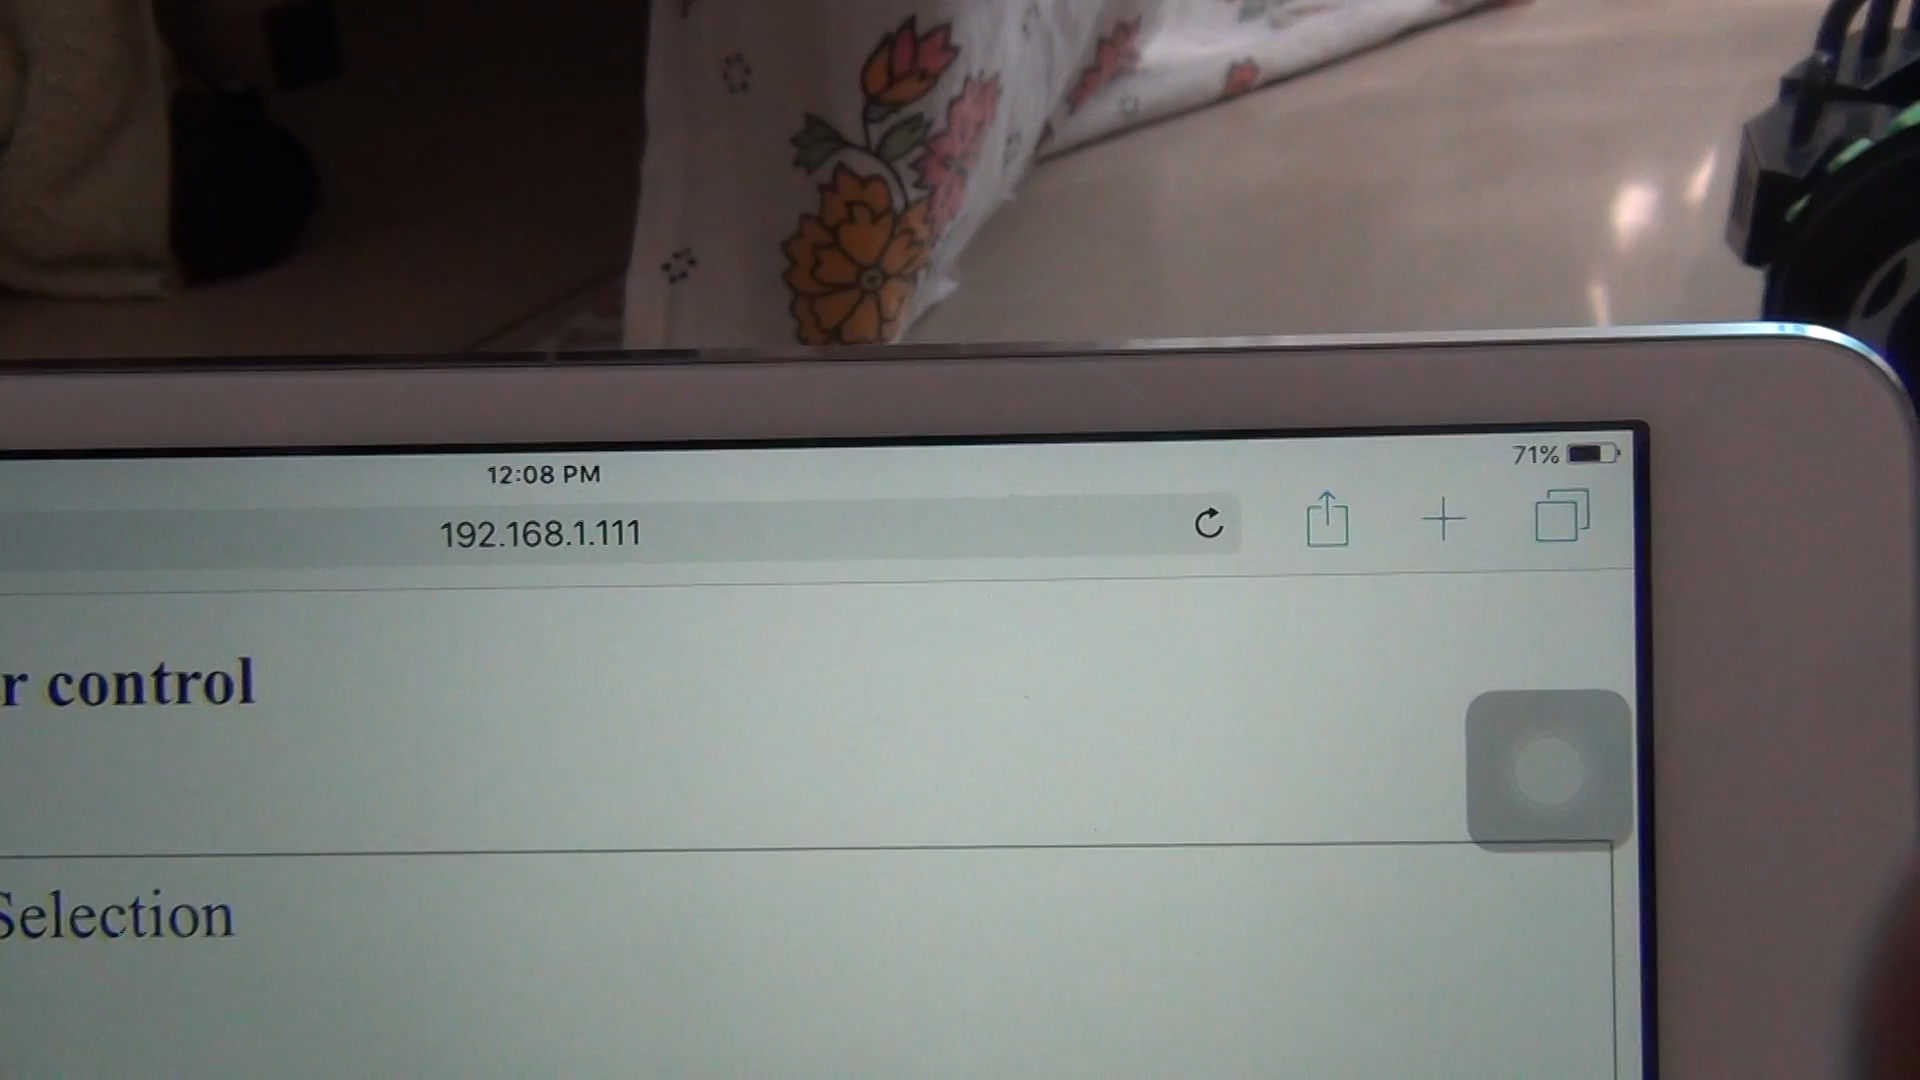 12:08 PM
71%
192.168.1.111
r control
Selection